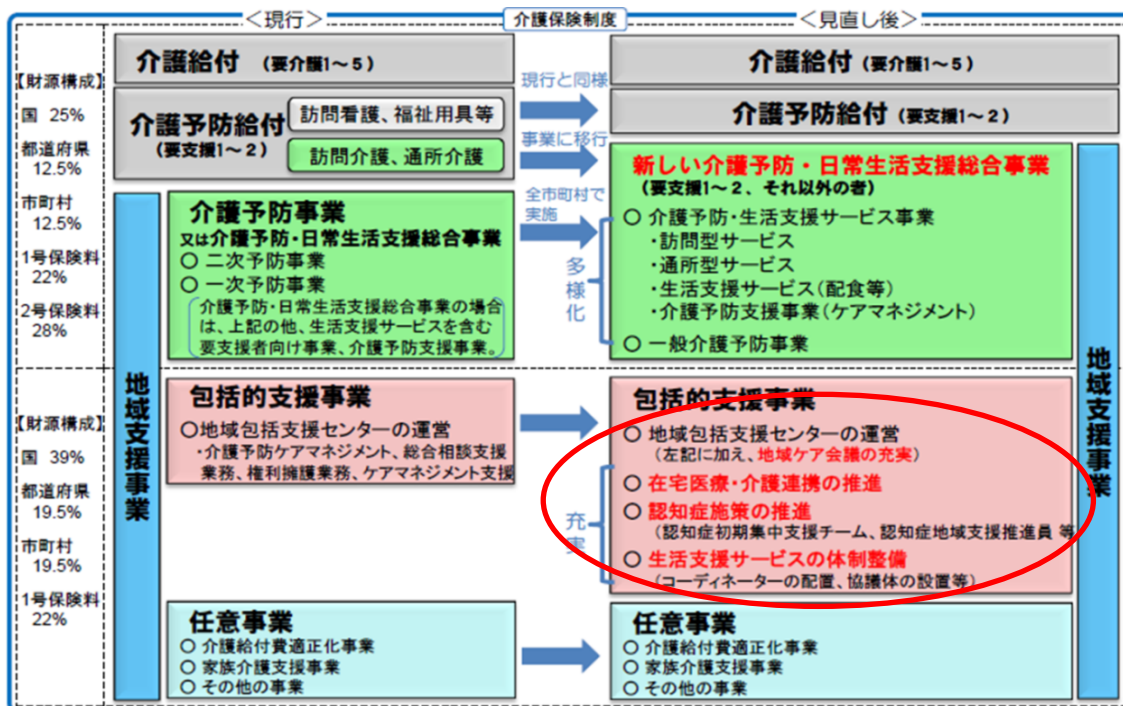 ＜現行＞
介護保険制度
＜見直し後＞
【財源構成】
国 25%
都道府県
12.5%
市町村
12.5%
1号保険料
22%
2号保険料
28%
【財源構成】
国 39%
都道府県
19.5%
市町村
19.5%
1号保険料
22%
介護給付 （要介護1～5）
介護予防給付
（要支援1～2）
訪問看護、福祉用具等
訪問介護、通所介護
地域支援事業
介護予防事業
又は介護予防・日常生活支援総合事業
○ 二次予防事業
○ 一次予防事業
介護予防・日常生活支援総合事業の場合
は、上記の他、生活支援サービスを含む
要支援者向け事業、介護予防支援事業。
包括的支援事業
○地域包括支援センターの運営
・介護予防ケアマネジメント、総合相談支援
業務、権利擁護業務、ケアマネジメント支援
任意事業
○ 介護給付費適正化事業
○ 家族介護支援事業
○ その他の事業
現行と同様
事業に移行
全市町村で
実施
多様化
充実
介護給付 （要介護1～5）
介護予防給付（要支援1～2）
新しい介護予防・日常生活支援総合事業
（要支援1～2、それ以外の者）
○ 介護予防・生活支援サービス事業
・訪問型サービス
・通所型サービス
・生活支援サービス（配食等）
・介護予防支援事業（ケアマネジメント）
○ 一般介護予防事業
包括的支援事業
○ 地域包括支援センターの運営
（左記に加え、地域ケア会議の充実）
○ 在宅医療・介護連携の推進
○ 認知症施策の推進
（認知症初期集中支援チーム、認知症地域支援推進員 等）
○ 生活支援サービスの体制整備
（コーディネーターの配置、協議体の設置等）
任意事業
○ 介護給付費適正化事業
○ 家族介護支援事業
○ その他の事業
地域支援事業